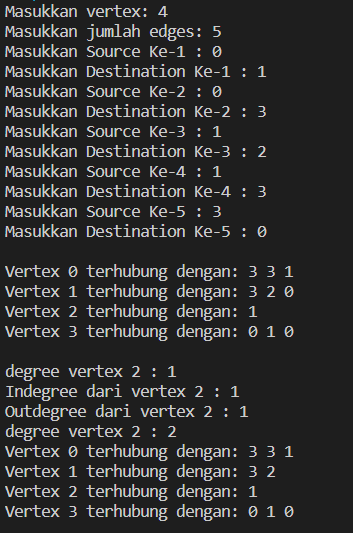 Masukkan vertex: 4
Masukkan jumlah edges: 5
Masukkan Source Ke-1 : 0
Masukkan Destination Ke-1 : 1
Masukkan Source Ke-2 : 0
Masukkan Destination Ke-2 : 3
Masukkan Source Ke-3 : 1
Masukkan Destination Ke-3 : 2
Masukkan Source Ke-4 : 1
Masukkan Destination Ke-4 : 3
Masukkan Source Ke-5 : 3
Masukkan Destination Ke-5 : 0
Vertex 0 terhubung dengan: 3 3 1
Vertex 1 terhubung dengan: 3 2 0
Vertex 2 terhubung dengan: 1
Vertex 3 terhubung dengan: 0 1 0
degree vertex 2 : 1
Indegree dari vertex 2 : 1
Outdegree dari vertex 2 : 1
degree vertex 2 : 2
Vertex 0 terhubung dengan: 3 3 1
Vertex 1 terhubung dengan: 3 2
Vertex 2 terhubung dengan: 1
Vertex 3 terhubung dengan: 0 1 0